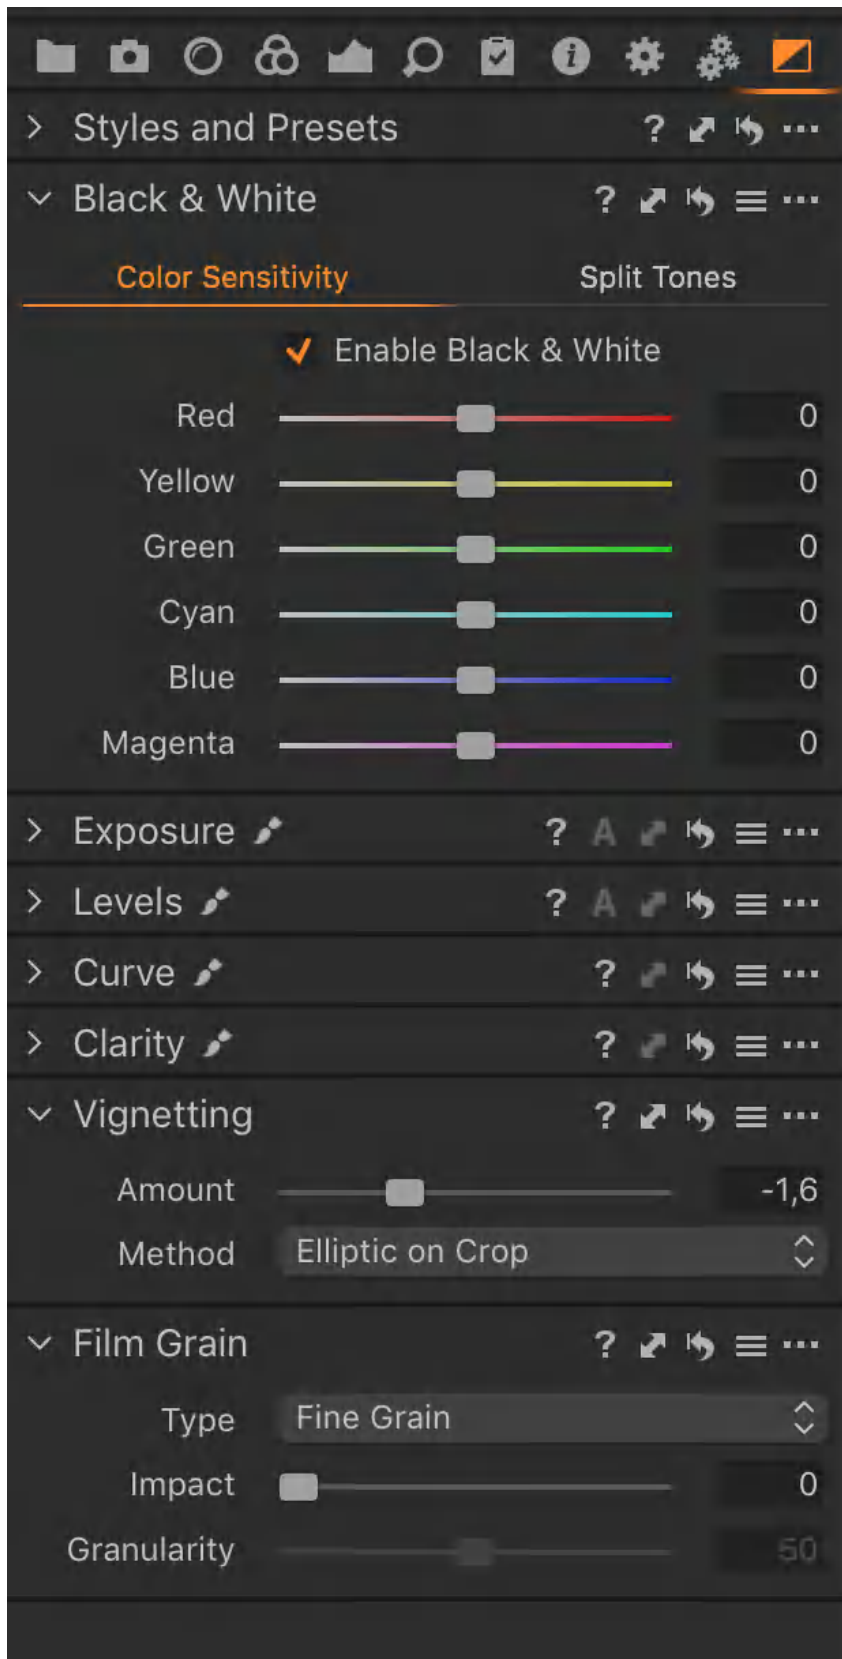 Styles and Presets ? ...
Black & White ? ...
Color Sensitivity Split Tones
Enable Black & White
Red 0
Yellow 0
Green 0
Cyan 0
Blue 0
Magenta 0
Exposure ? A ...
Levels ? A ...
Curve ? ...
Clarity ? ...
Vignetting ? ...
Amount -1,6
Method Elliptic on Crop
Film Grain ? ...
Type Fine Grain
Impact 0
Granularity 50